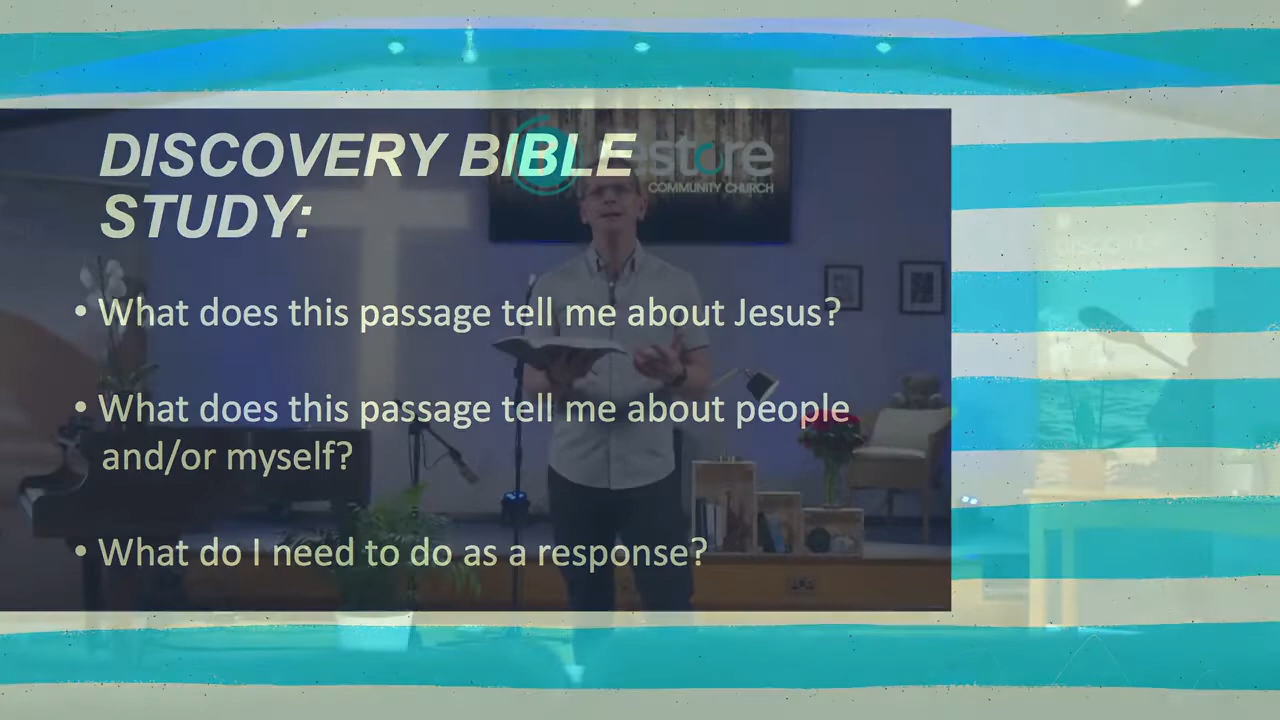 DISCOVERY BIBLE
STUDY:
estore
COMMUNITY CHURCH
• What does this passage tell me about Jesus?
• What does this passage tell me about people
and/or myself?
• What do I need to do as a response?